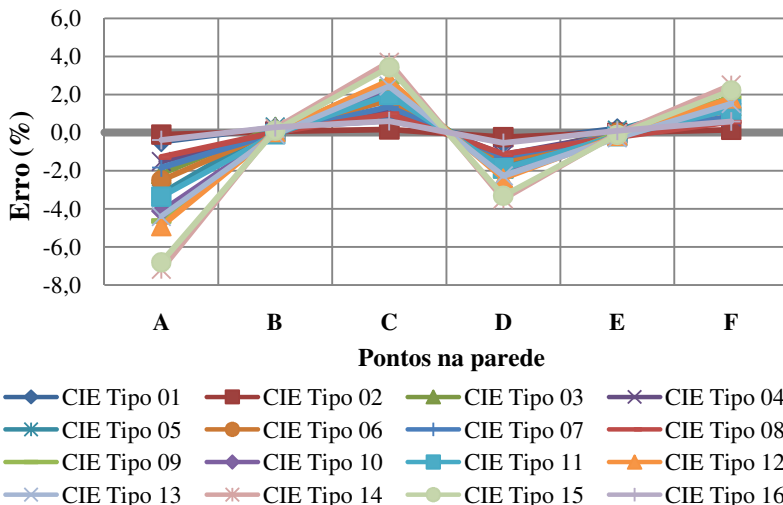 6,0
4,0
2,0
0,0
-2,0
-4,0
-6,0
-8,0
Erro (%)
A B C D E F
Pontos na parede
CIE Tipo 01 CIE Tipo 02 CIE Tipo 03 CIE Tipo 04
CIE Tipo 05 CIE Tipo 06 CIE Tipo 07 CIE Tipo 08
CIE Tipo 09 CIE Tipo 10 CIE Tipo 11 CIE Tipo 12
CIE Tipo 13 CIE Tipo 14 CIE Tipo 15 CIE Tipo 16